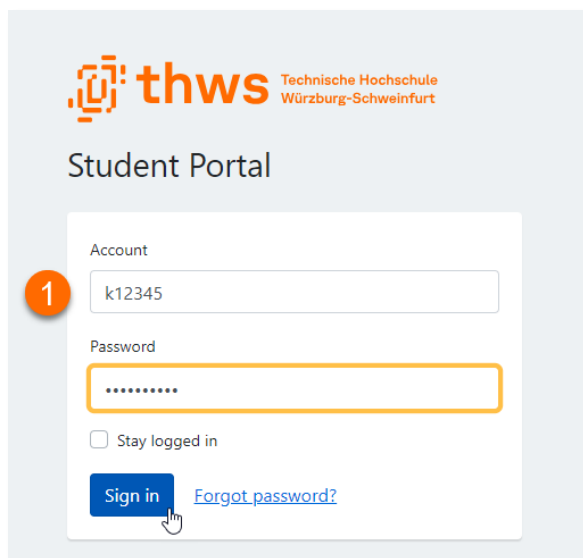 thws Technische Hochschule
Würzburg-Schweinfurt
Student Portal
Account
1
k12345
Password
••••••••••
Stay logged in
Sign in Forgot password?